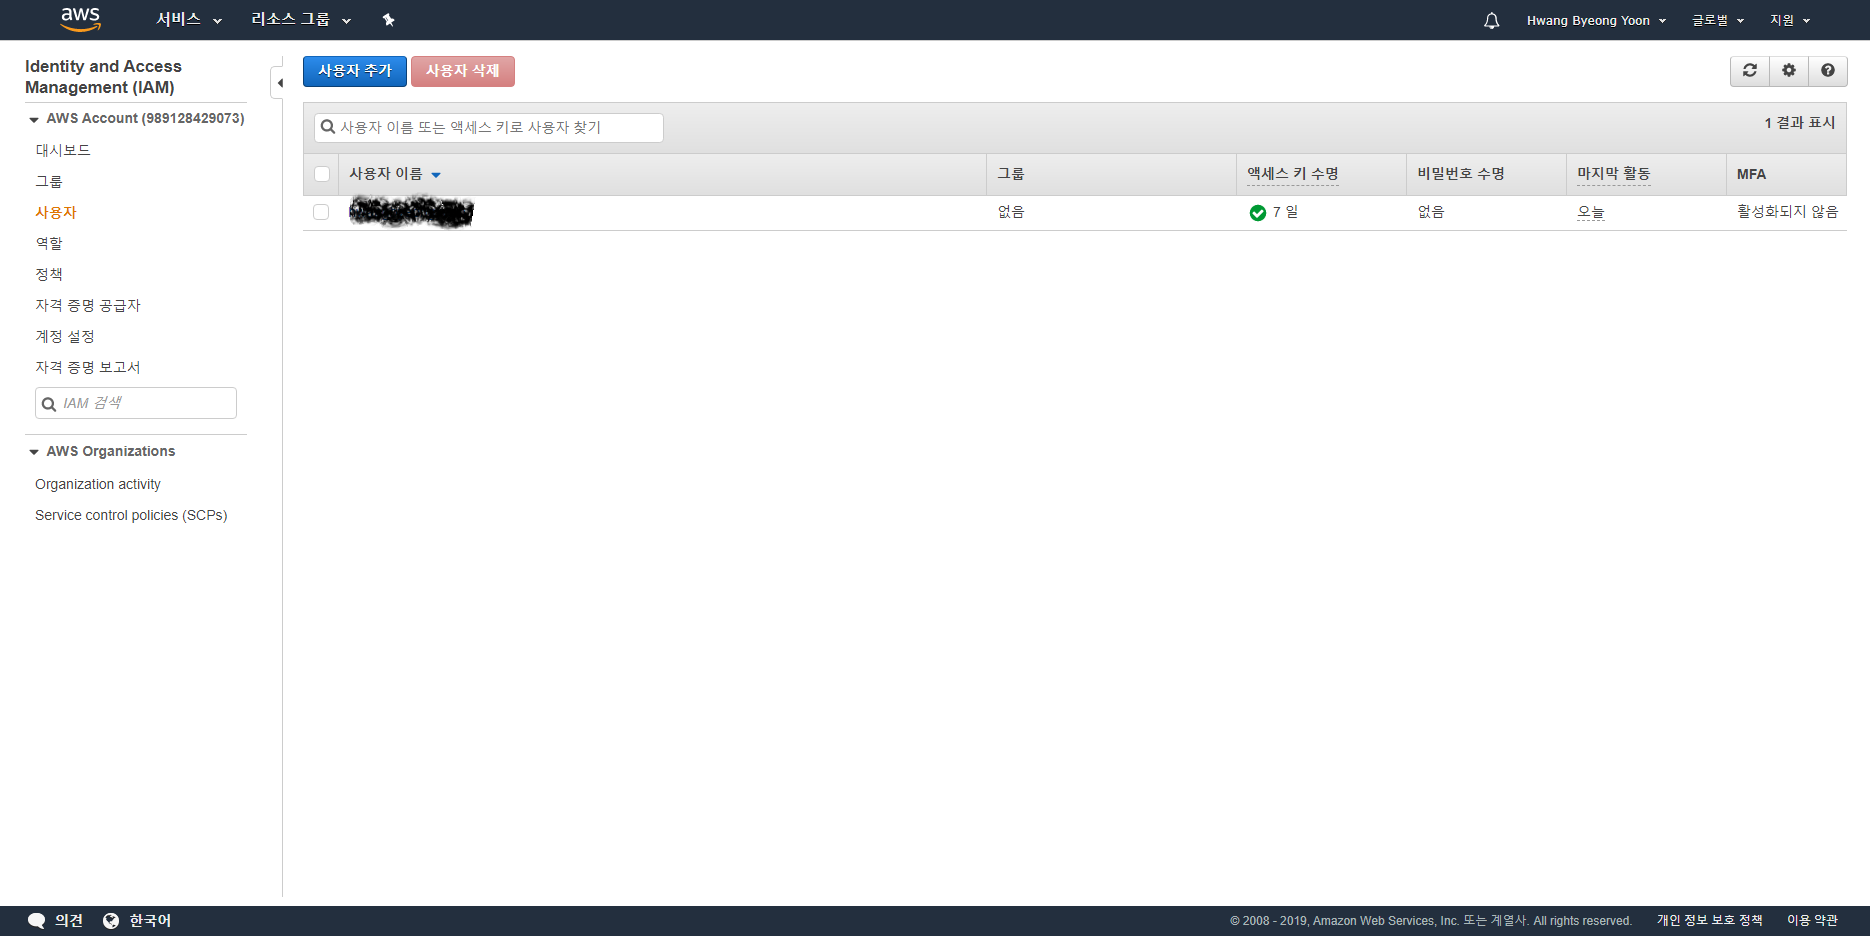 aws 서비스 리소스 그룹 Hwang Byeong Yoon 글로벌 지원
Identity and Access
Management (IAM)
AWS Account (989128429073)
대시보드
그룹
사용자
역할
정책
자격 증명 공급자
계정 설정
자격 증명 보고서
IAM 검색
AWS Organizations
Organization activity
Service control policies (SCPs)
사용자 추가 사용자 삭제
사용자 이름 또는 액세스 키로 사용자 찾기 1 결과 표시
사용자 이름 그룹 액세스 키 수명 비밀번호 수명 마지막 활동 MFA
없음 7 일 없음 오늘 활성화되지 않음
의견 한국어 © 2008 - 2019, Amazon Web Services, Inc. 또는 계열사. All rights reserved. 개인 정보 보호 정책 이용 약관